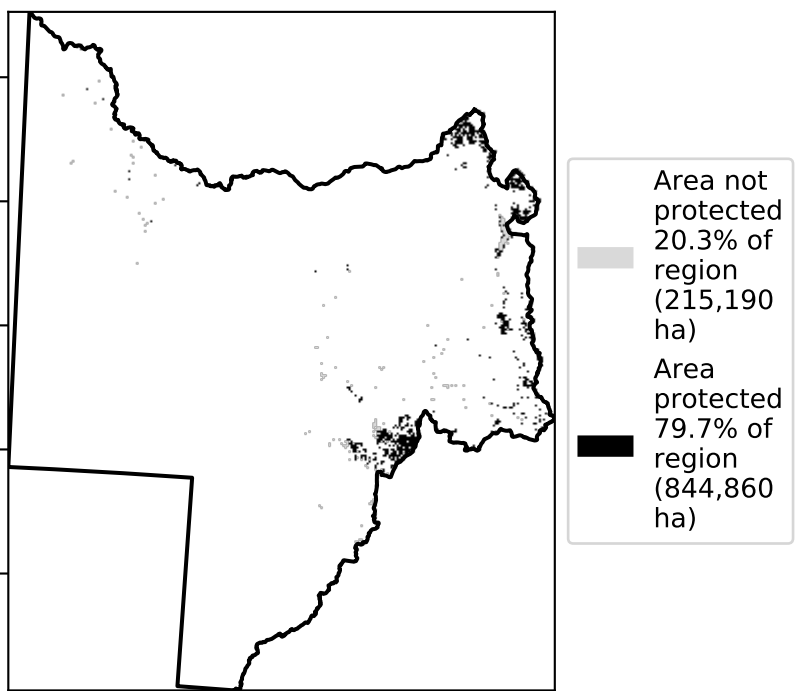 Area not
protected
20.3% of
region
(215,190
ha)
Area
protected
79.7% of
region
(844,860
ha)